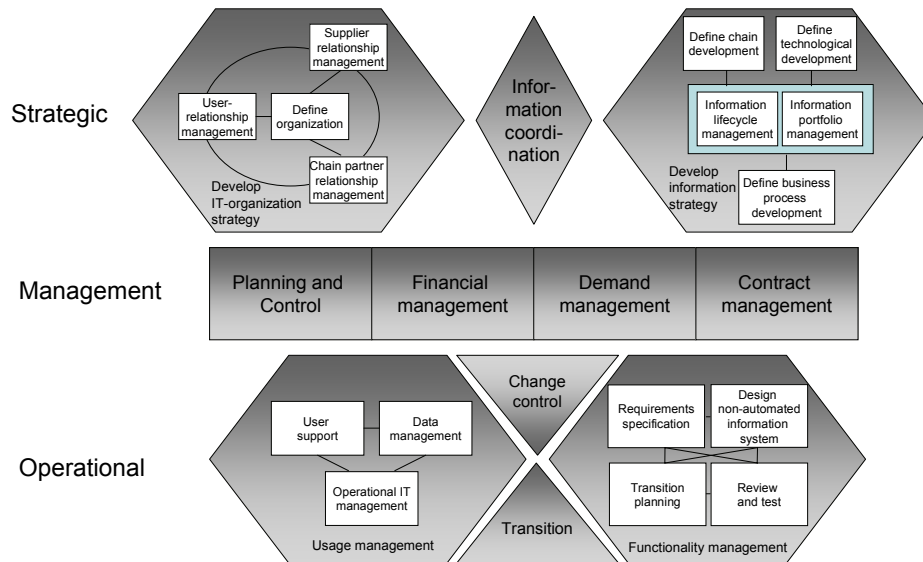 Strategic
Supplier
relationship
management
User-
relationship
management
Define
organization
Chain partner
relationship
management
Develop
IT-organization
strategy
Infor-
mation
coordi-
nation
Define chain
development
Define
technological
development
Information
lifecycle
management
Information
portfolio
management
Develop
information
strategy
Define business
process
development
Management
Planning and
Control
Financial
management
Demand
management
Contract
management
Operational
User
support
Data
management
Operational IT
management
Usage management
Change
control
Transition
Requirements
specification
Design
non-automated
information
system
Transition
planning
Review
and test
Functionality management